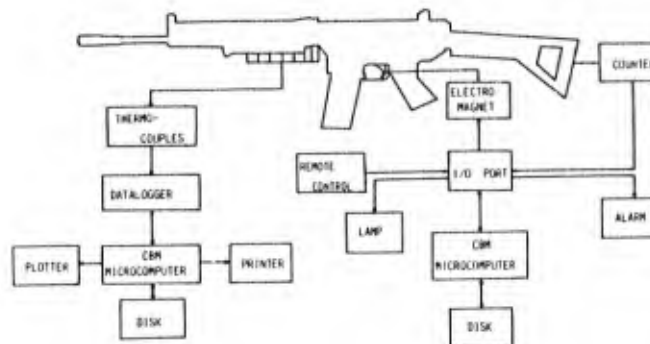 COUNTER
ELECTRO-
MAGNET
THERMO-
COUPLES
REMOTE
CONTROL
I/O PORT
DATALOGGER
LAMP
ALARM
PLOTTER
CBM
MICROCOMPUTER
PRINTER
CBM
MICROCOMPUTER
DISK
DISK